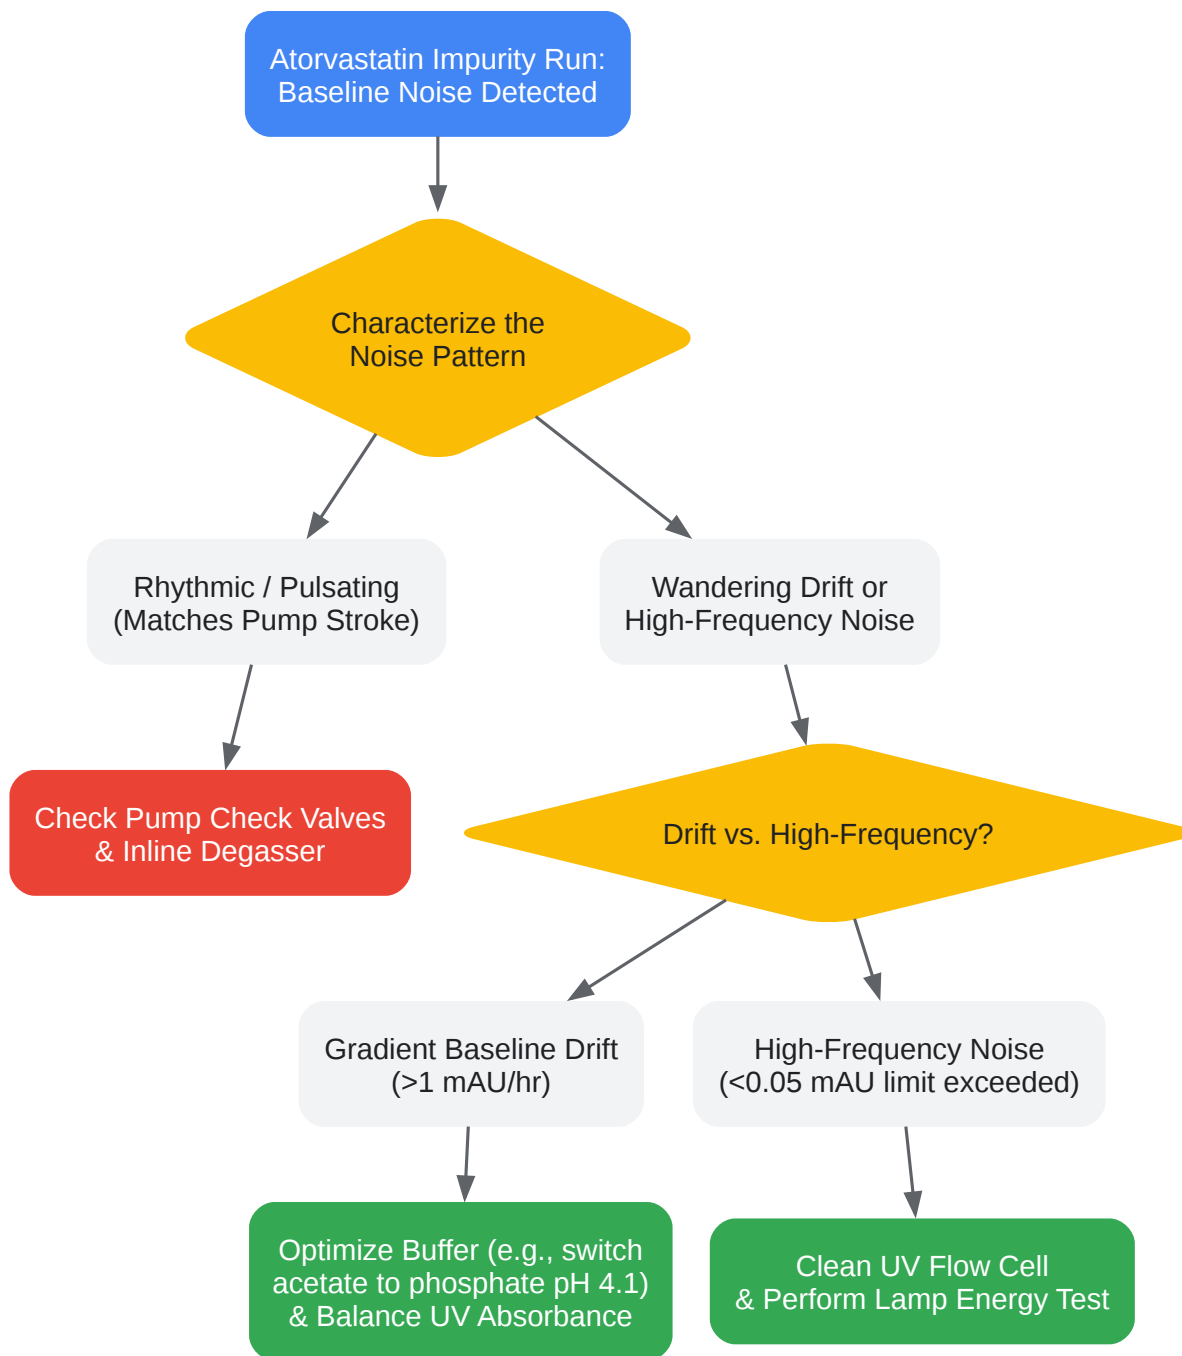 Atorvastatin Impurity Run:
Baseline Noise Detected
Characterize the
Noise Pattern
Rhythmic / Pulsating
(Matches Pump Stroke)
Wandering Drift or
High-Frequency Noise
Check Pump Check Valves
& Inline Degasser
Drift vs. High-Frequency?
Gradient Baseline Drift
(>1 mAU/hr)
High-Frequency Noise
(<0.05 mAU limit exceeded)
Optimize Buffer (e.g., switch
acetate to phosphate pH 4.1)
& Balance UV Absorbance
Clean UV Flow Cell
& Perform Lamp Energy Test